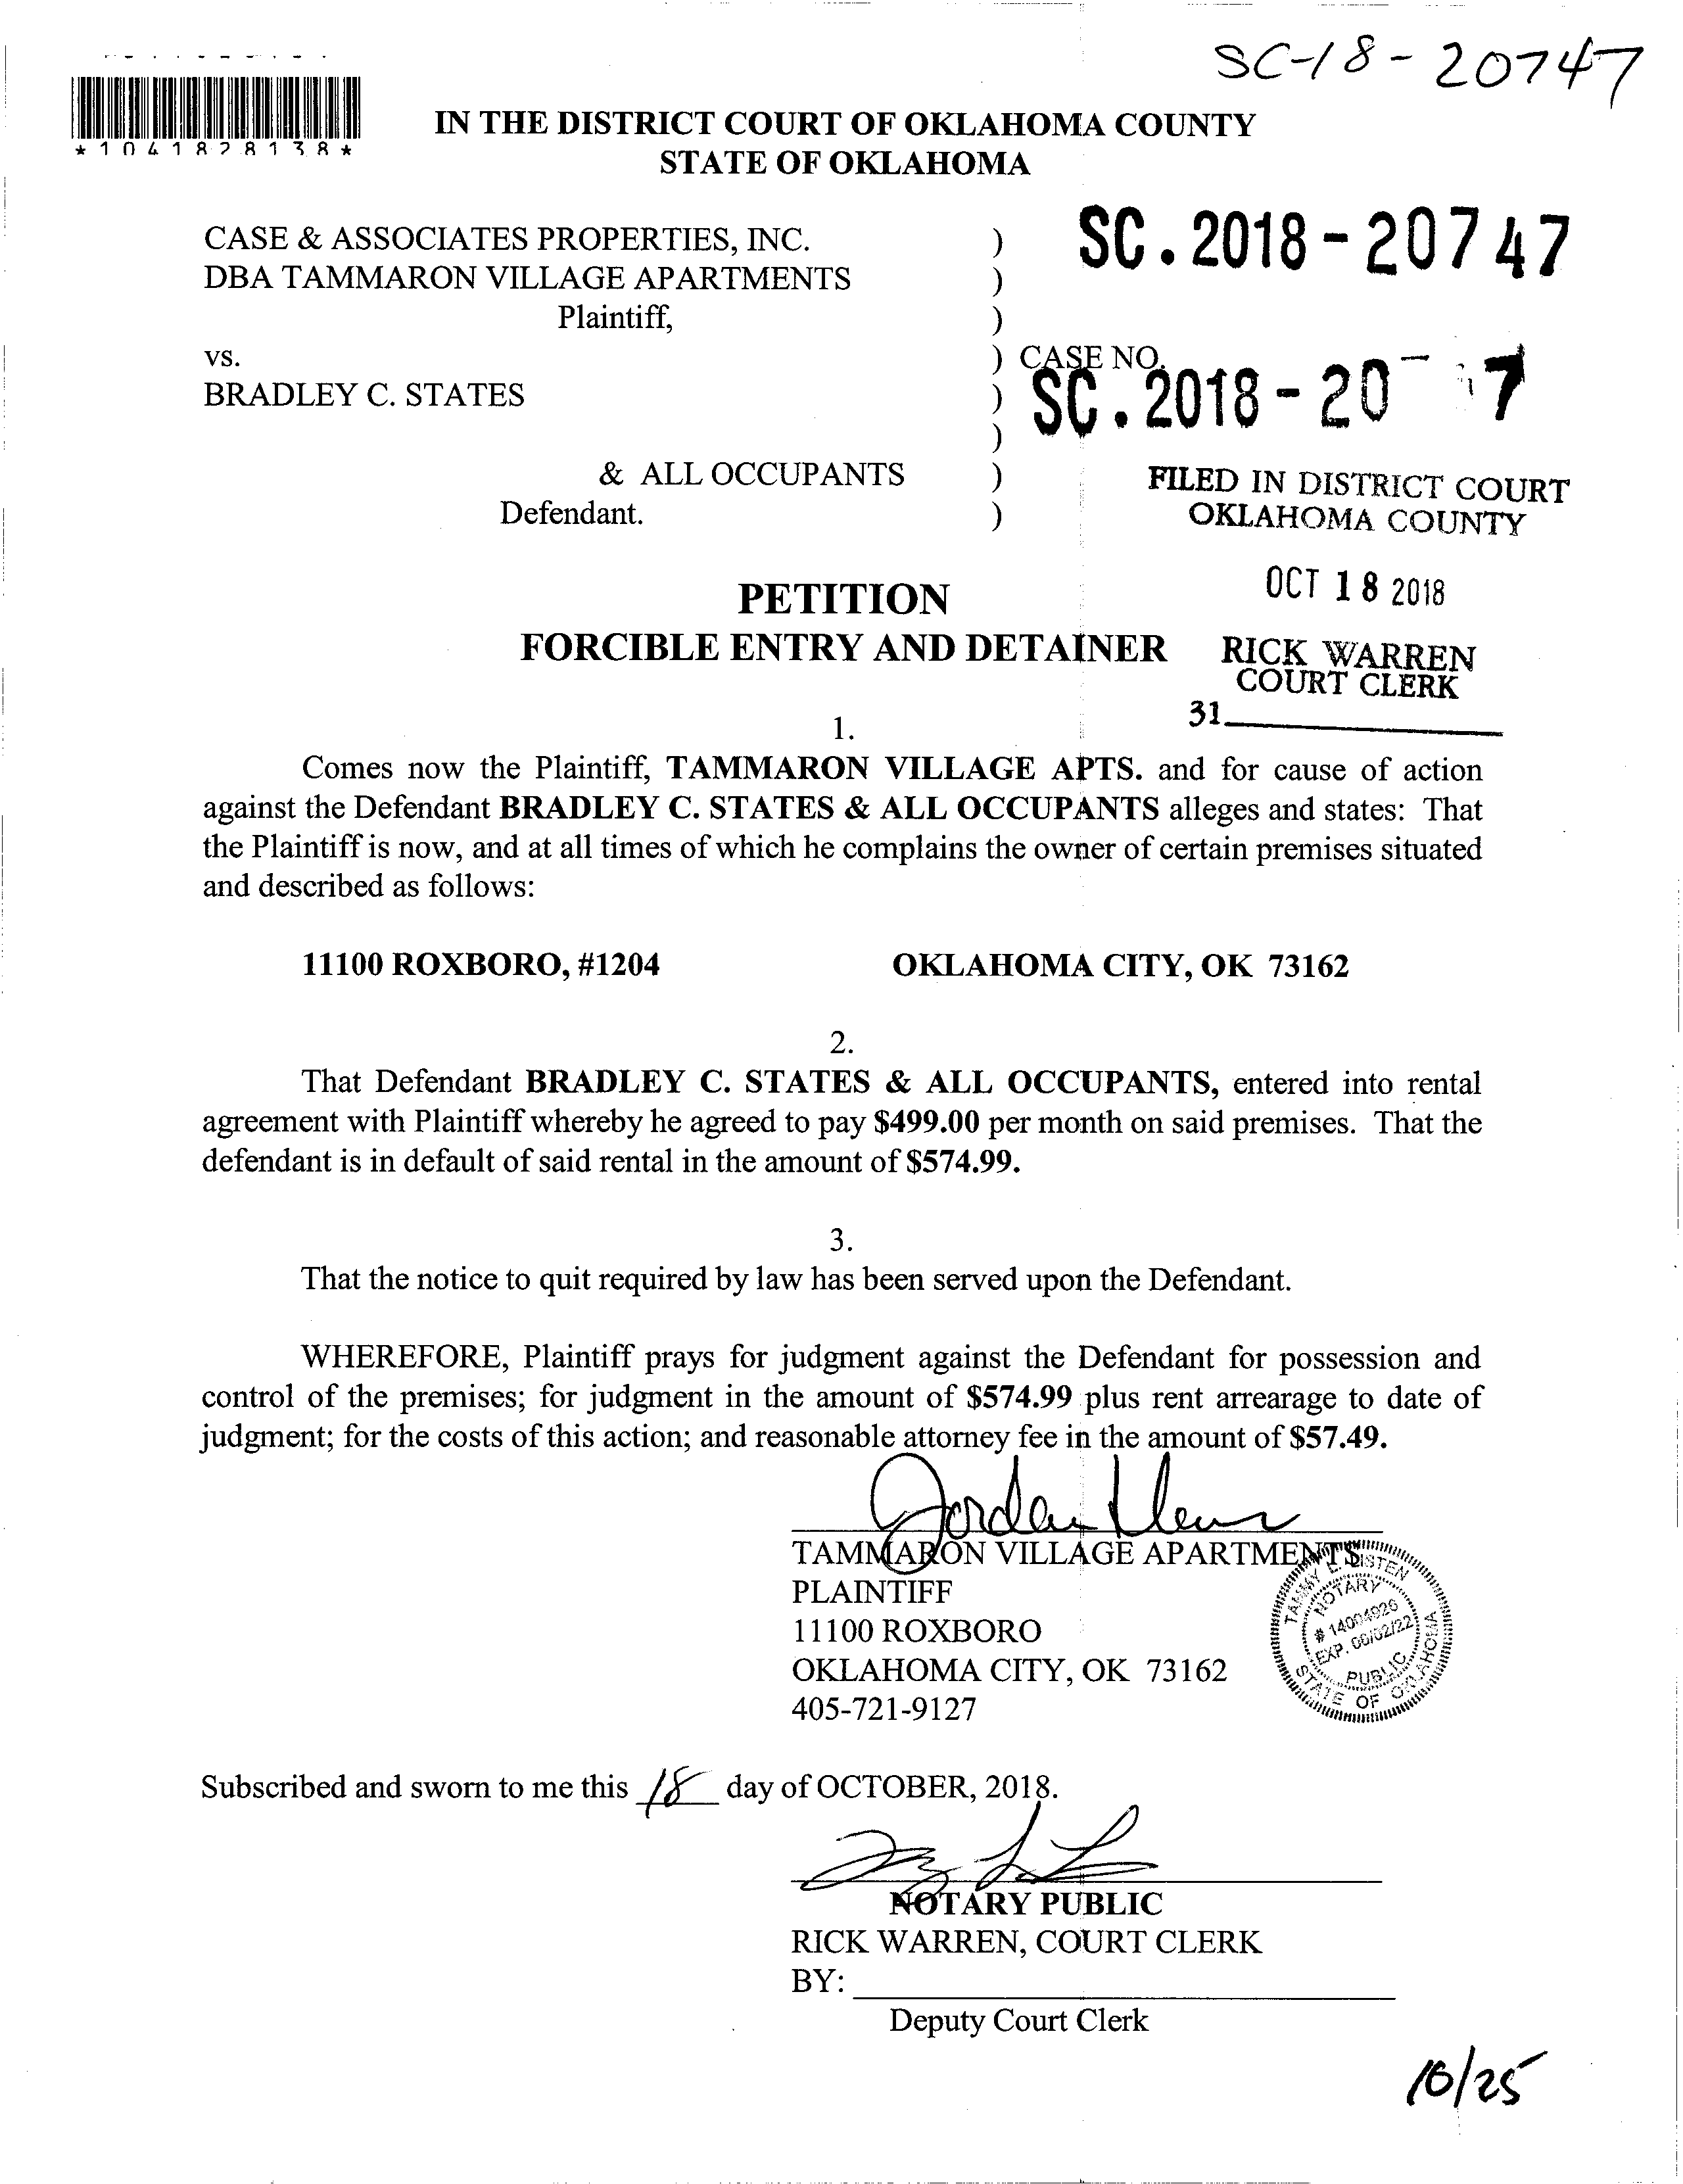 SC-18-20747
*1041828138*
IN THE DISTRICT COURT OF OKLAHOMA COUNTY
STATE OF OKLAHOMA
CASE & ASSOCIATES PROPERTIES, INC. )
DBA TAMMARON VILLAGE APARTMENTS )
Plaintiff, )
SC.2018-20747
vs. ) CASE NO.
BRADLEY C. STATES )
SC.2018-20 7
)
& ALL OCCUPANTS )
Defendant. )
FILED IN DISTRICT COURT
OKLAHOMA COUNTY
OCT 18 2018
RICK WARREN
COURT CLERK
31
PETITION
FORCIBLE ENTRY AND DETAINER
1.
Comes now the Plaintiff, TAMMARON VILLAGE APTS. and for cause of action
against the Defendant BRADLEY C. STATES & ALL OCCUPANTS alleges and states: That
the Plaintiff is now, and at all times of which he complains the owner of certain premises situated
and described as follows:
11100 ROXBORO, #1204 OKLAHOMA CITY, OK 73162
2.
That Defendant BRADLEY C. STATES & ALL OCCUPANTS, entered into rental
agreement with Plaintiff whereby he agreed to pay $499.00 per month on said premises. That the
defendant is in default of said rental in the amount of $574.99.
3.
That the notice to quit required by law has been served upon the Defendant.
WHEREFORE, Plaintiff prays for judgment against the Defendant for possession and
control of the premises; for judgment in the amount of $574.99 plus rent arrearage to date of
judgment; for the costs of this action; and reasonable attorney fee in the amount of $57.49.
Jordan
TAMMARON VILLAGE APARTMENTS
PLAINTIFF
11100 ROXBORO
OKLAHOMA CITY, OK 73162
405-721-9127
TAMMY L.
NOTARY
# 14004926
EXP. 06/02/22
PUBLIC
STATE OF OKLAHOMA
Subscribed and sworn to me this 18 day of OCTOBER, 2018.
NOTARY PUBLIC
RICK WARREN, COURT CLERK
BY:
Deputy Court Clerk
10/25